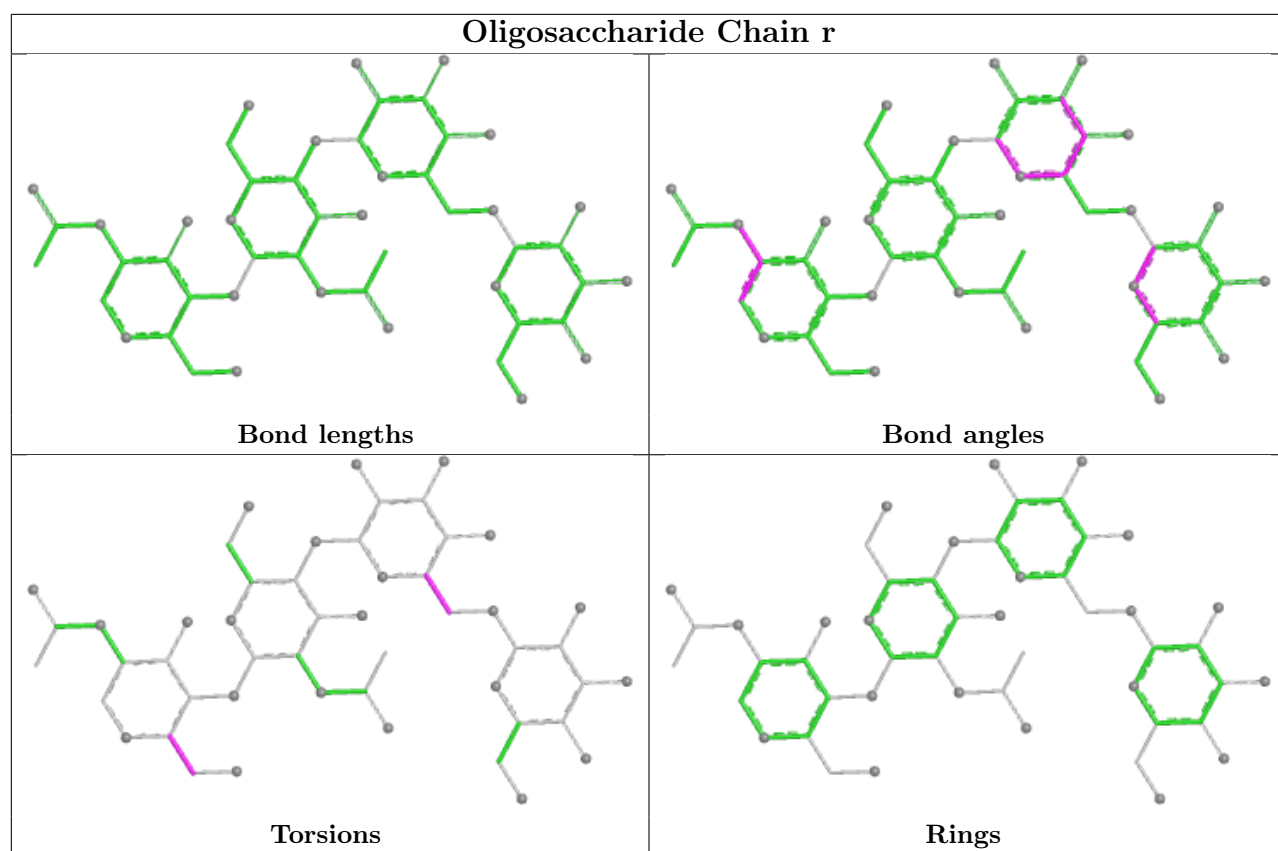 Oligosaccharide Chain r
Bond lengths
Bond angles
Torsions
Rings